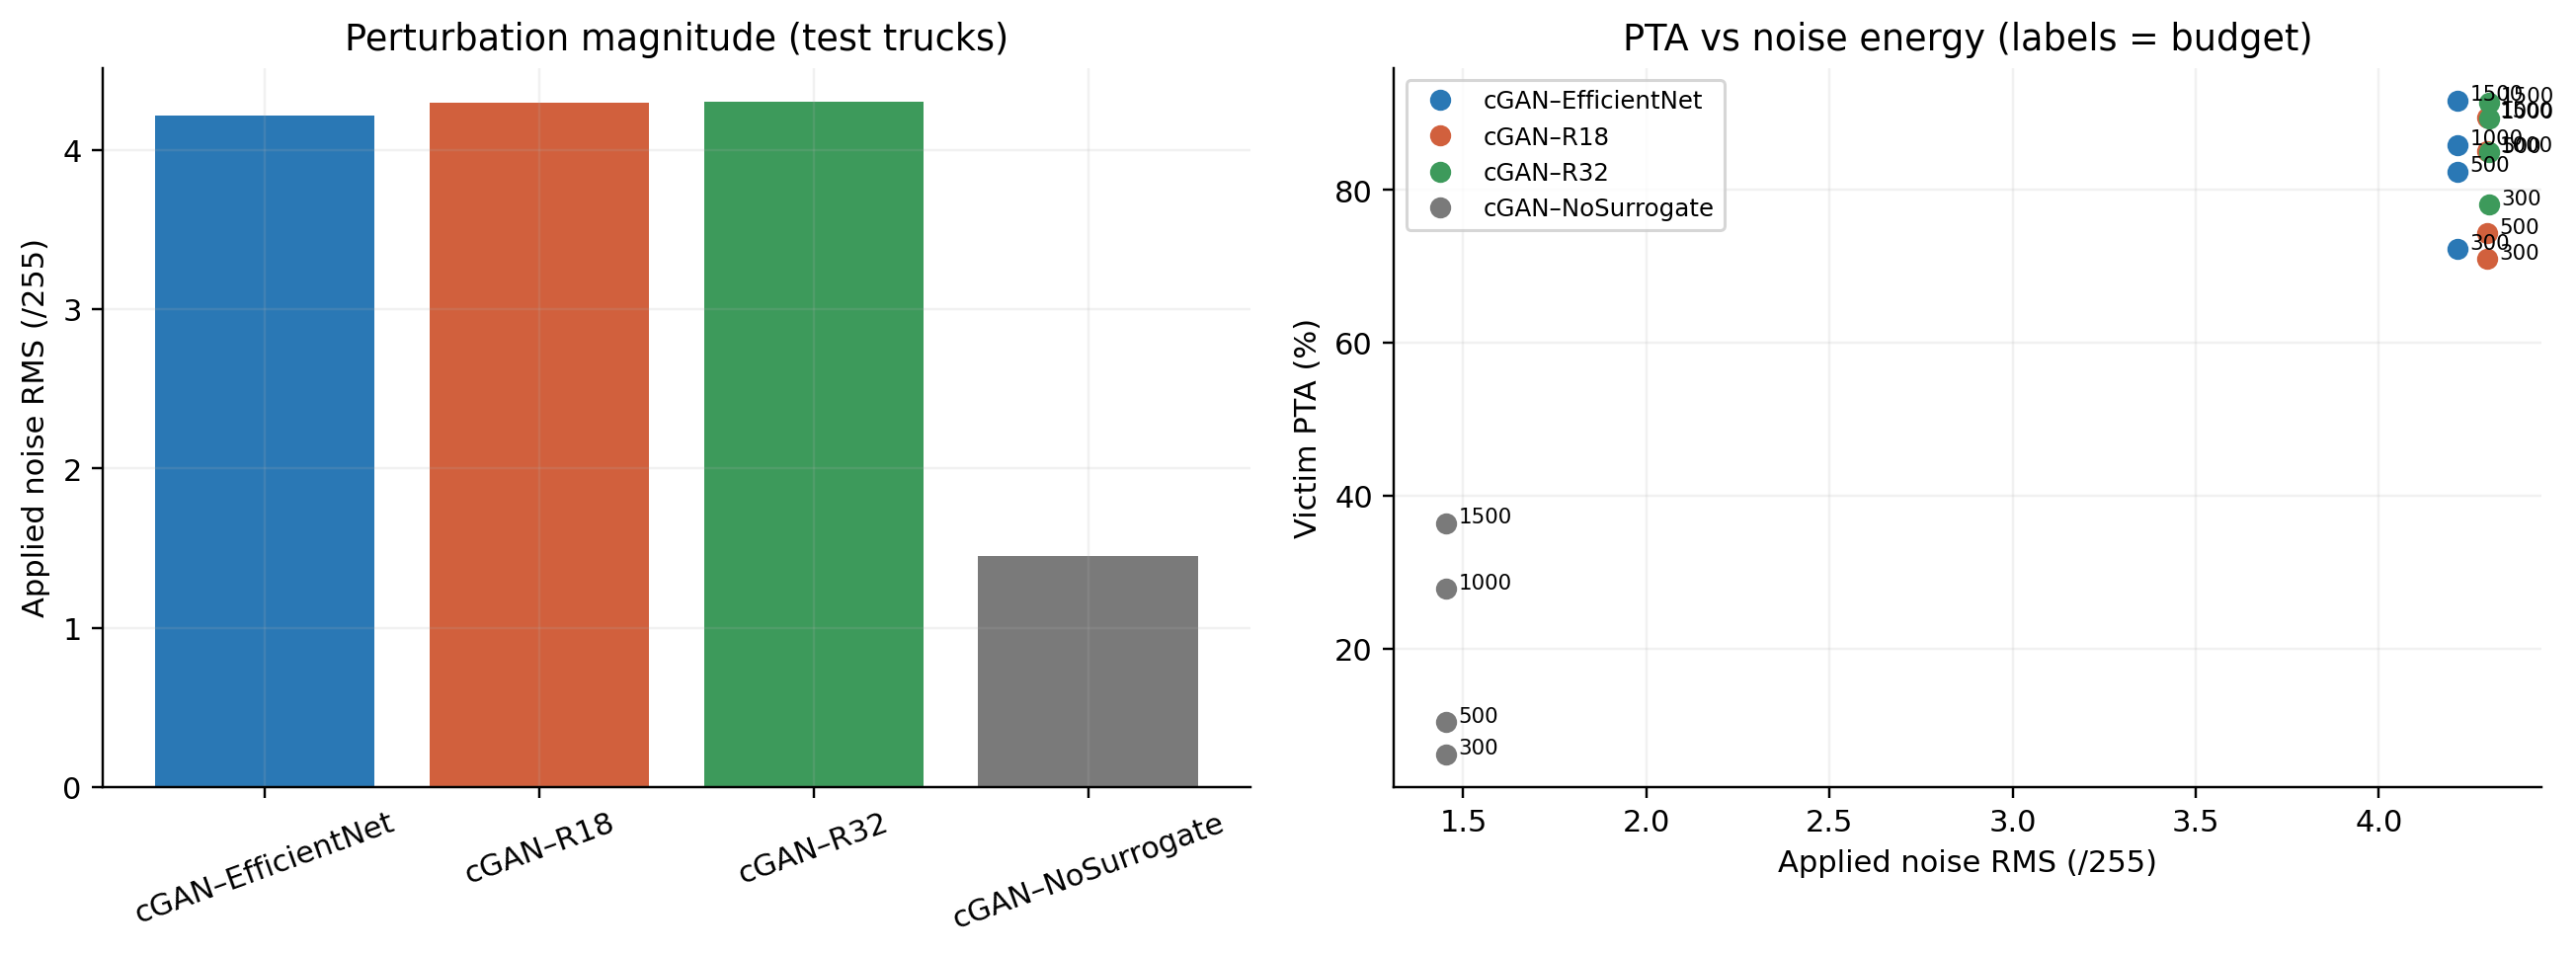 Perturbation magnitude (test trucks)
Applied noise RMS (/255)
4
3
2
1
0
cGAN–EfficientNet
cGAN–R18
cGAN–R32
cGAN–NoSurrogate
PTA vs noise energy (labels = budget)
cGAN–EfficientNet
cGAN–R18
cGAN–R32
cGAN–NoSurrogate
Victim PTA (%)
80
60
40
20
1500
1500
1000
500
300
500
300
300
1500
1000
500
300
1.5
2.0
2.5
3.0
3.5
4.0
Applied noise RMS (/255)